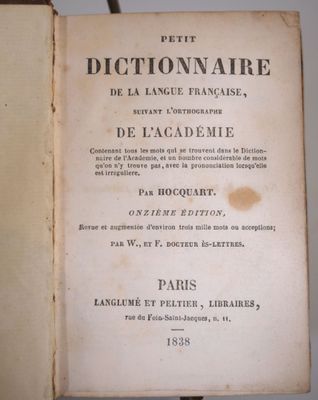 PETIT
DICTIONNAIRE
DE LA LANGUE FRANÇAISE,
SUIVANT L'ORTHOGRAPHE
DE L'ACADÉMIE
Contenant tous les mots qui se trouvent dans le Diction-
naire de l'Academie, et un nombre considerable de mots
qu'on n'y trouve pas, avec la prononciation lorsqu'elle
est irreguliere.
PAR HOCQUART.
ONZIÈME ÉDITION,
Revue et augmentée d'environ trois mille mots ou acceptions;
PAR W., ET F. DOCTEUR ÈS-LETTRES.
PARIS
LANGLUMÉ ET PELTIER, LIBRAIRES,
rue du Foin-Saint-Jacques, n. 11.
1838